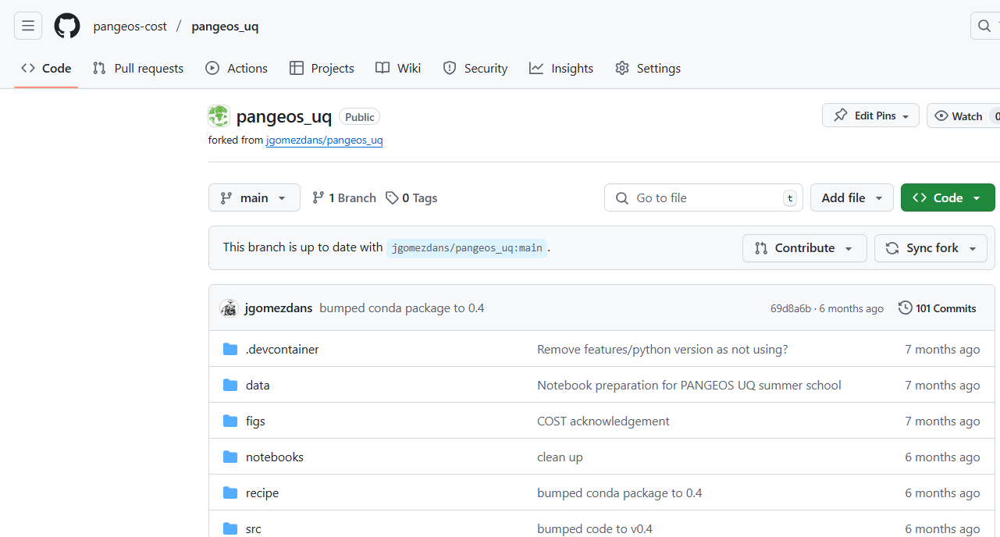 pangeos-cost / pangeos_uq
Code Pull requests Actions Projects Wiki Security Insights Settings
pangeos_uq Public Edit Pins Watch 0
forked from jgomezdans/pangeos_uq
main 1 Branch 0 Tags Go to file t Add file Code
This branch is up to date with jgomezdans/pangeos_uq:main. Contribute Sync fork
jgomezdans bumped conda package to 0.4 69d8a6b · 6 months ago 101 Commits
.devcontainer Remove features/python version as not using? 7 months ago
data Notebook preparation for PANGEOS UQ summer school 7 months ago
figs COST acknowledgement 7 months ago
notebooks clean up 6 months ago
recipe bumped conda package to 0.4 6 months ago
src bumped code to v0.4 6 months ago